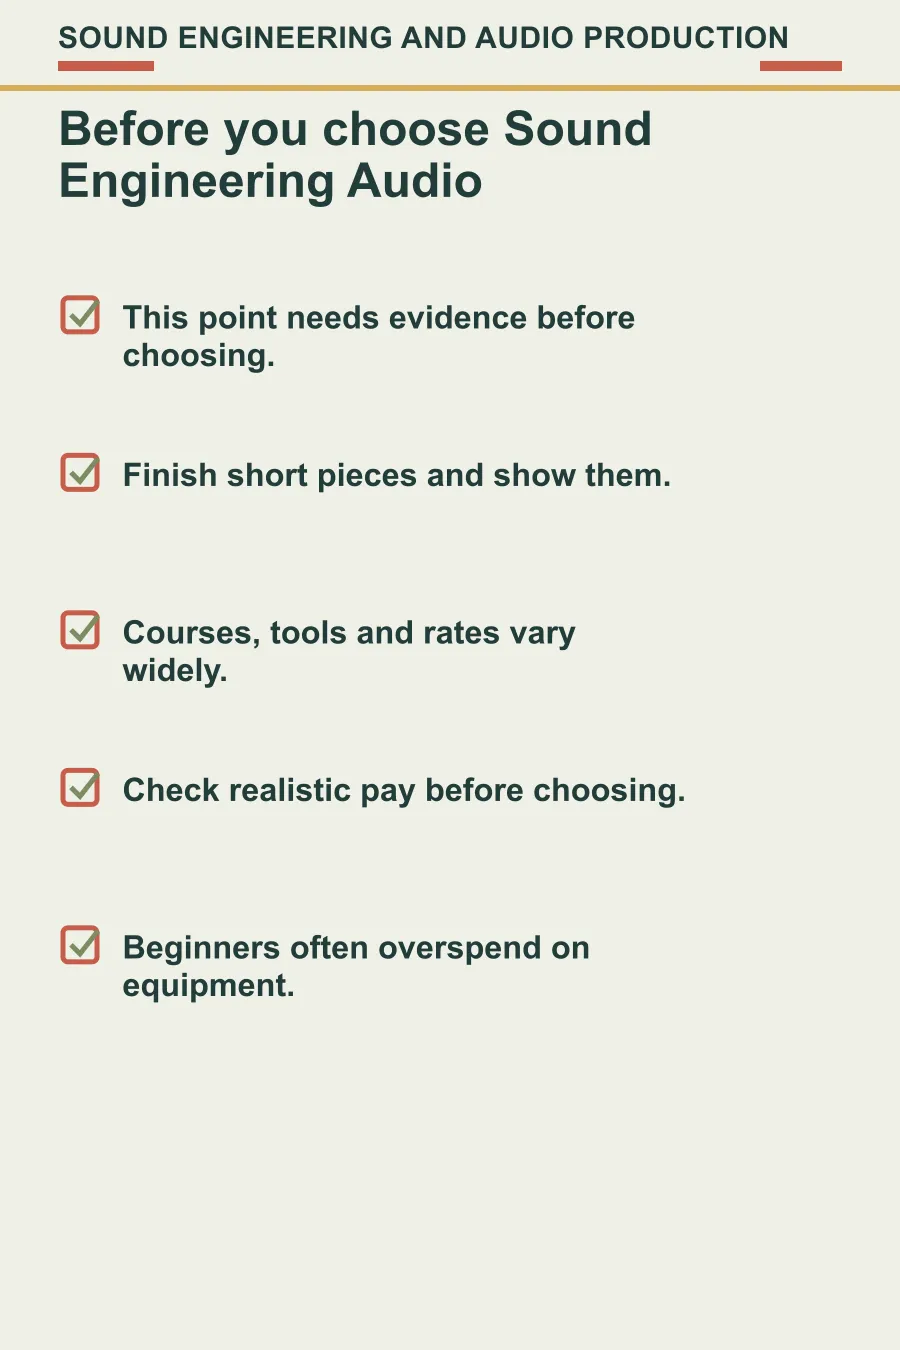 SOUND ENGINEERING AND AUDIO PRODUCTION
Before you choose Sound
Engineering Audio
This point needs evidence before
choosing.
Finish short pieces and show them.
Courses, tools and rates vary
widely.
Check realistic pay before choosing.
Beginners often overspend on
equipment.